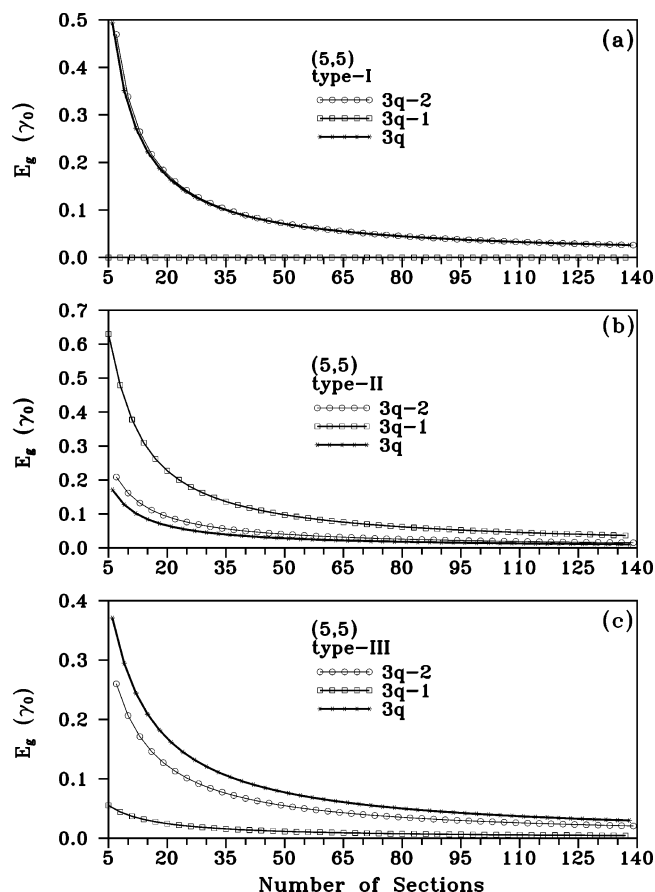 0.5
0.4
0.3
0.2
0.1
0.0
E_g (γ_0)
(a)
(5,5)
type-I
3q-2
3q-1
3q
5 20 35 50 65 80 95 110 125 140
0.7
0.6
0.5
0.4
0.3
0.2
0.1
0.0
E_g (γ_0)
(b)
(5,5)
type-II
3q-2
3q-1
3q
5 20 35 50 65 80 95 110 125 140
0.4
0.3
0.2
0.1
0.0
E_g (γ_0)
(c)
(5,5)
type-III
3q-2
3q-1
3q
5 20 35 50 65 80 95 110 125 140
Number of Sections